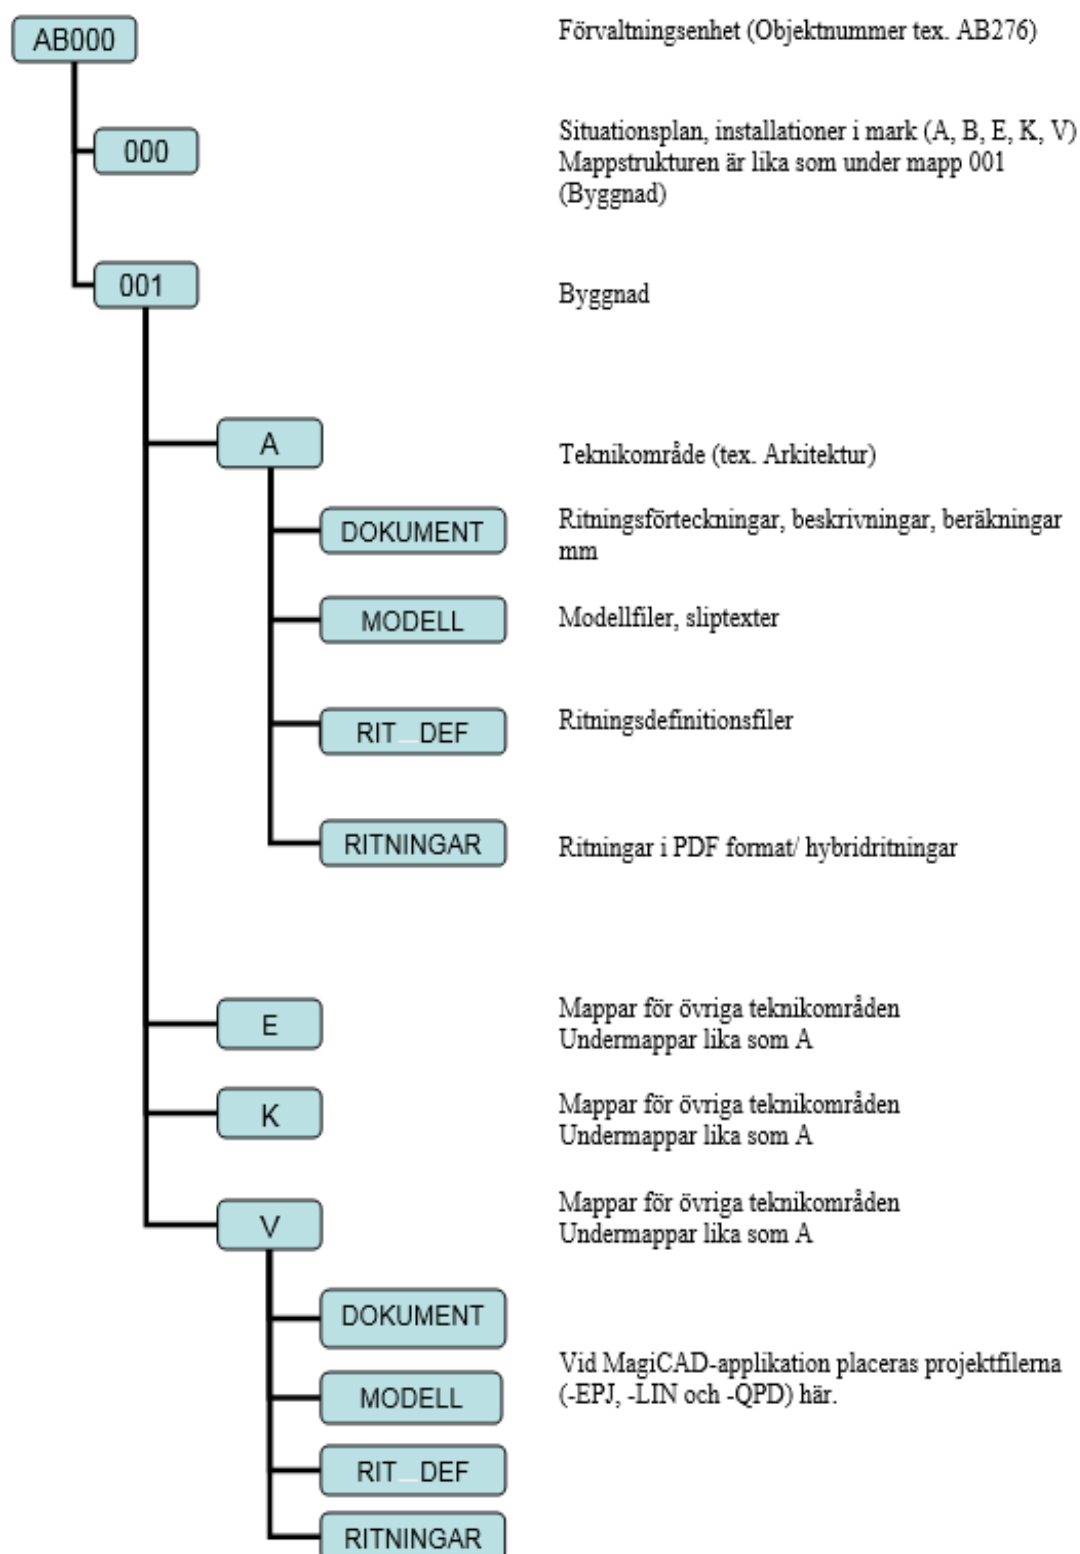 AB000
Förvaltningsenhet (Objektnummer tex. AB276)
000
Situationsplan, installationer i mark (A, B, E, K, V)
Mappstrukturen är lika som under mapp 001
(Byggnad)
001
Byggnad
A
Teknikområde (tex. Arkitektur)
DOKUMENT
Ritningsförteckningar, beskrivningar, beräkningar
mm
MODELL
Modellfiler, sliptexter
RIT_DEF
Ritningsdefinitionsfiler
RITNINGAR
Ritningar i PDF format/ hybridritningar
E
Mappar för övriga teknikområden
Undermappar lika som A
K
Mappar för övriga teknikområden
Undermappar lika som A
V
Mappar för övriga teknikområden
Undermappar lika som A
DOKUMENT
MODELL
Vid MagiCAD-applikation placeras projektfilerna
(-EPJ, -LIN och -QPD) här.
RIT_DEF
RITNINGAR